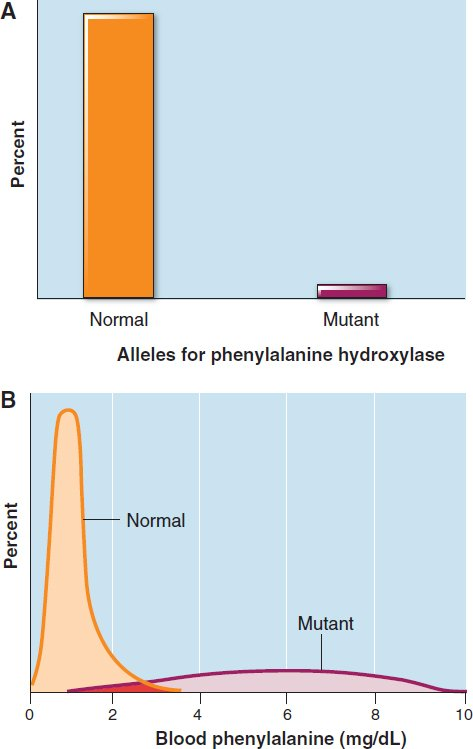 A
Percent
Normal
Mutant
Alleles for phenylalanine hydroxylase
B
Percent
Normal
Mutant
0 2 4 6 8 10
Blood phenylalanine (mg/dL)